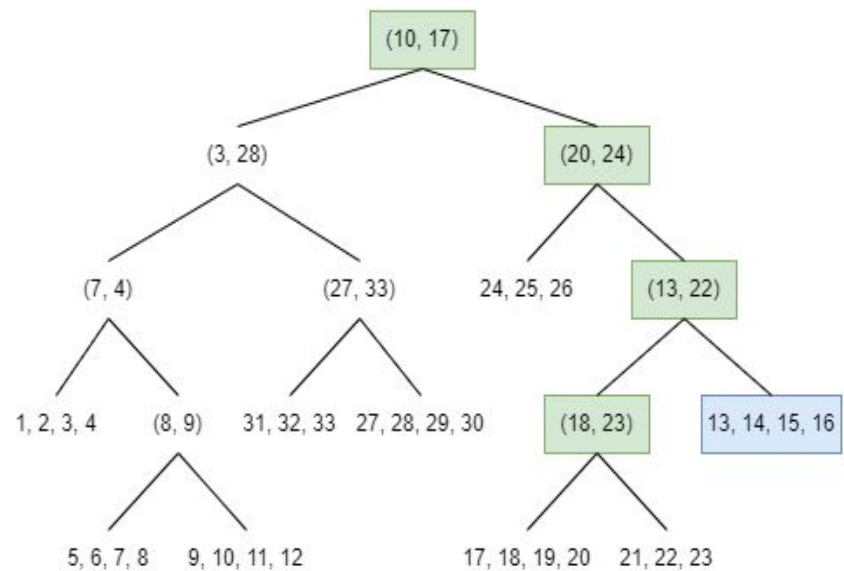 (10, 17)
(3, 28)
(20, 24)
(7, 4)
(27, 33)
24, 25, 26
(13, 22)
1, 2, 3, 4
(8, 9)
31, 32, 33
27, 28, 29, 30
(18, 23)
13, 14, 15, 16
5, 6, 7, 8
9, 10, 11, 12
17, 18, 19, 20
21, 22, 23